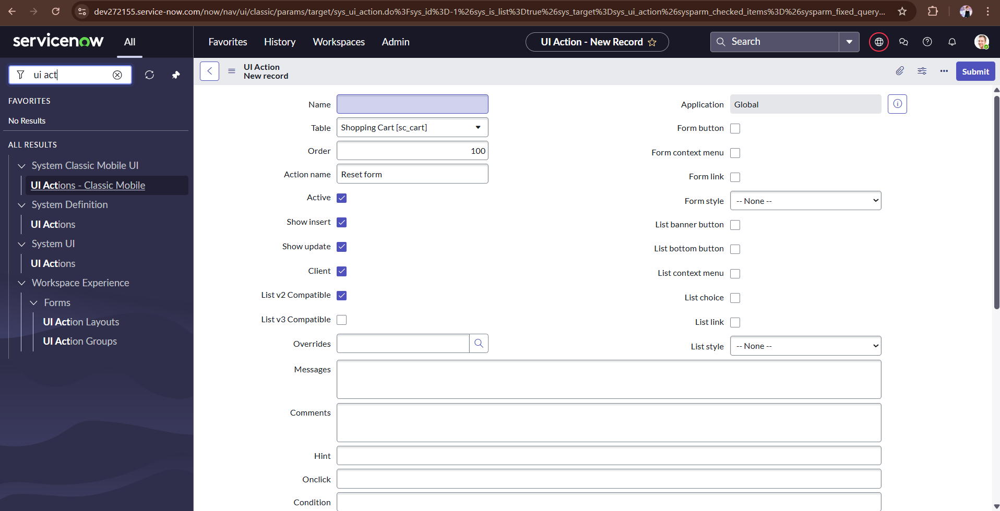 dev272155.service-now.com/now/nav/ui/classic/params/target/sys_ui_action.do%3Fsys_id%3D-1%26sys_is_list%3Dtrue%26sys_target%3Dsys_ui_action%26sysparm_checked_items%3D%26sysparm_fixed_query...
servicenow
All
Favorites
History
Workspaces
Admin
UI Action - New Record
Search
ui act
FAVORITES
No Results
ALL RESULTS
System Classic Mobile UI
UI Actions - Classic Mobile
System Definition
UI Actions
System UI
UI Actions
Workspace Experience
Forms
UI Action Layouts
UI Action Groups
UI Action
New record
Submit
Name
Table Shopping Cart [sc_cart]
Order 100
Action name Reset form
Active
Show insert
Show update
Client
List v2 Compatible
List v3 Compatible
Overrides
Application Global
Form button
Form context menu
Form link
Form style -- None --
List banner button
List bottom button
List context menu
List choice
List link
List style -- None --
Messages
Comments
Hint
Onclick
Condition